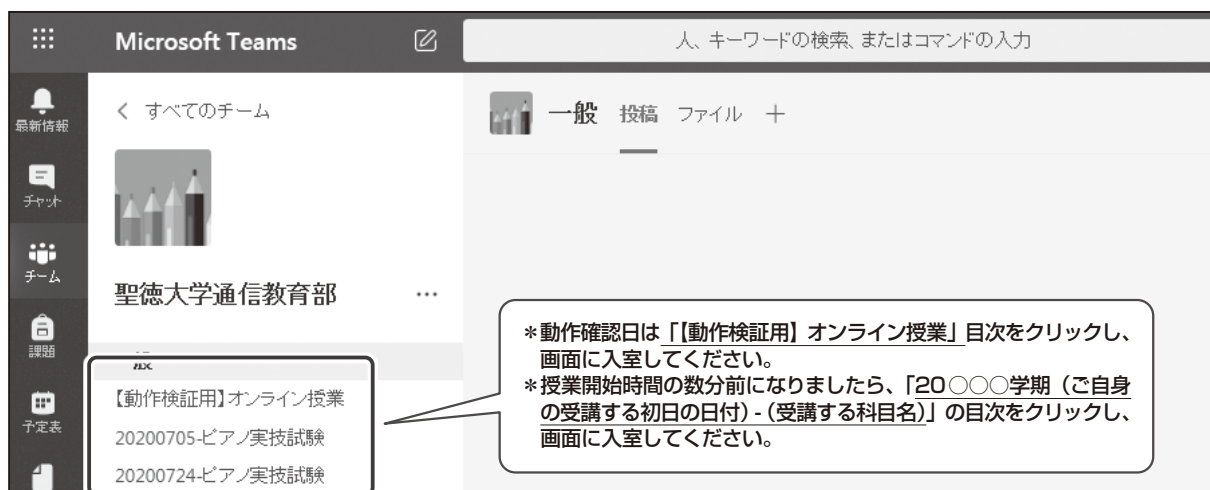 Microsoft Teams
人、キーワードの検索、またはコマンドの入力
最新情報
チャット
チーム
課題
予定表
すべてのチーム
聖徳大学通信教育部
…
【動作検証用】オンライン授業
20200705-ピアノ実技試験
20200724-ピアノ実技試験
一般 投稿 ファイル +
*動作確認日は「【動作検証用】オンライン授業」目次をクリックし、
画面に入室してください。
*授業開始時間の数分前になりましたら、「20○○○学期（ご自身
の受講する初日の日付）-（受講する科目名）」の目次をクリックし、
画面に入室してください。